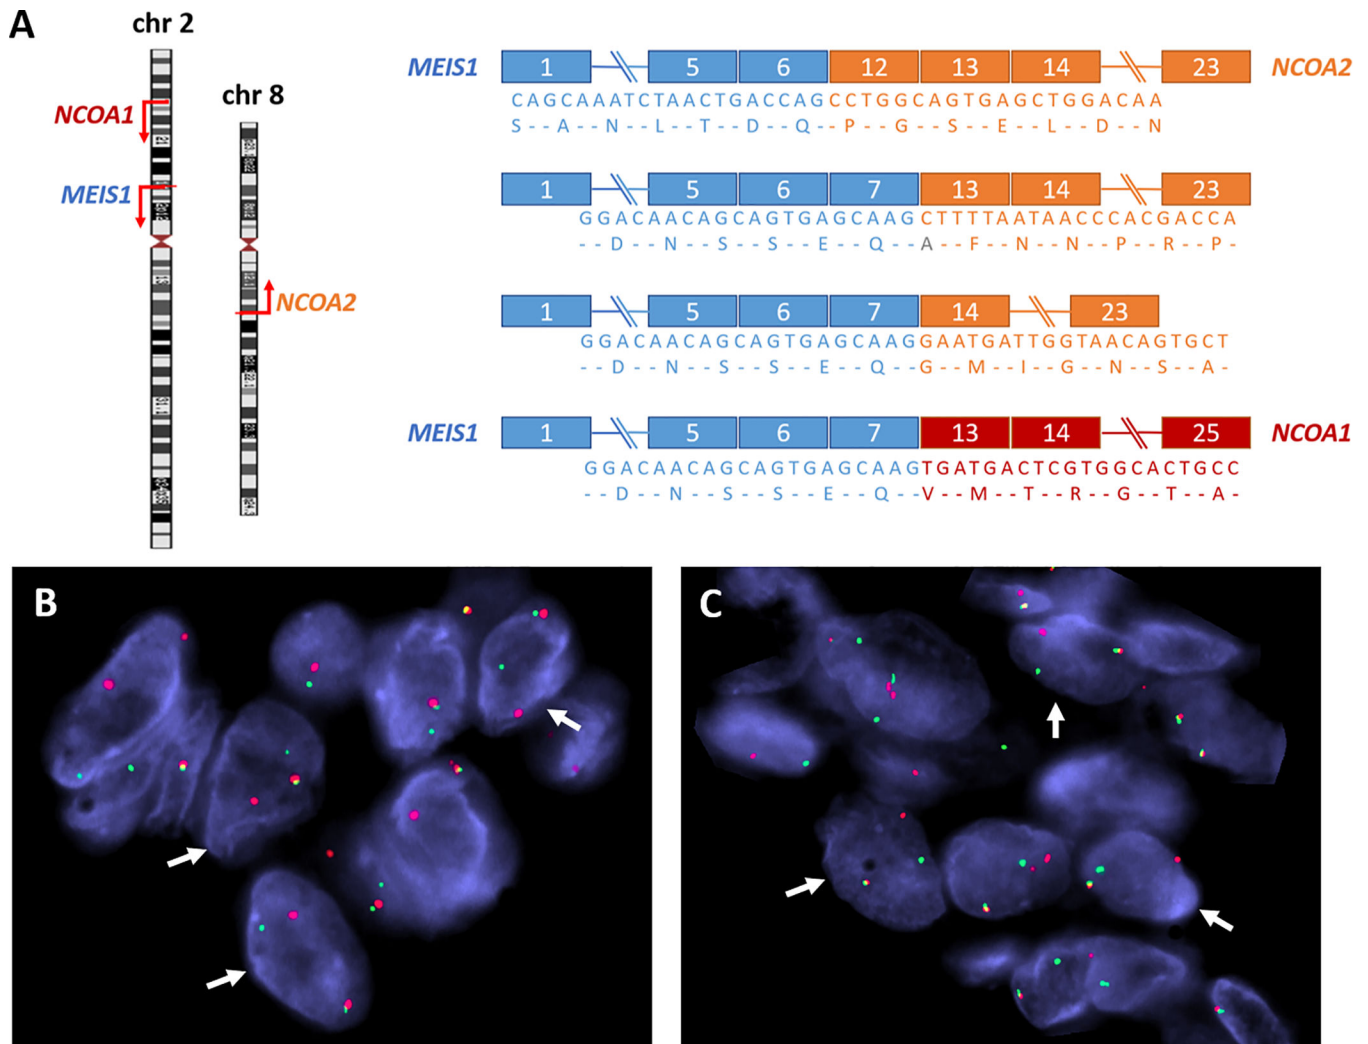 A
chr 2
chr 8
NCOA1
MEIS1
NCOA2
MEIS1 1 5 6 12 13 14 23 NCOA2
CAGCAAATCTAACTGACCAGCCTGGCAGTGAGCTGGACAA
S - - A - - N - - L - - T - - D - - Q - - P - - G - - S - - E - - L - - D - - N
1 5 6 7 13 14 23
GGACAACAGCAGTGAGCAAGCTTTTAATAACCCACGACCA
- - D - - N - - S - - S - - E - - Q - - A - - F - - N - - N - - P - - R - - P -
1 5 6 7 14 23
GGACAACAGCAGTGAGCAAGGAATGATTGGTAACAGTGCT
- - D - - N - - S - - S - - E - - Q - - G - - M - - I - - G - - N - - S - - A -
MEIS1 1 5 6 7 13 14 25 NCOA1
GGACAACAGCAGTGAGCAAGTGATGACTCGTGGCACTGCC
- - D - - N - - S - - S - - E - - Q - - V - - M - - T - - R - - G - - T - - A -
B
C